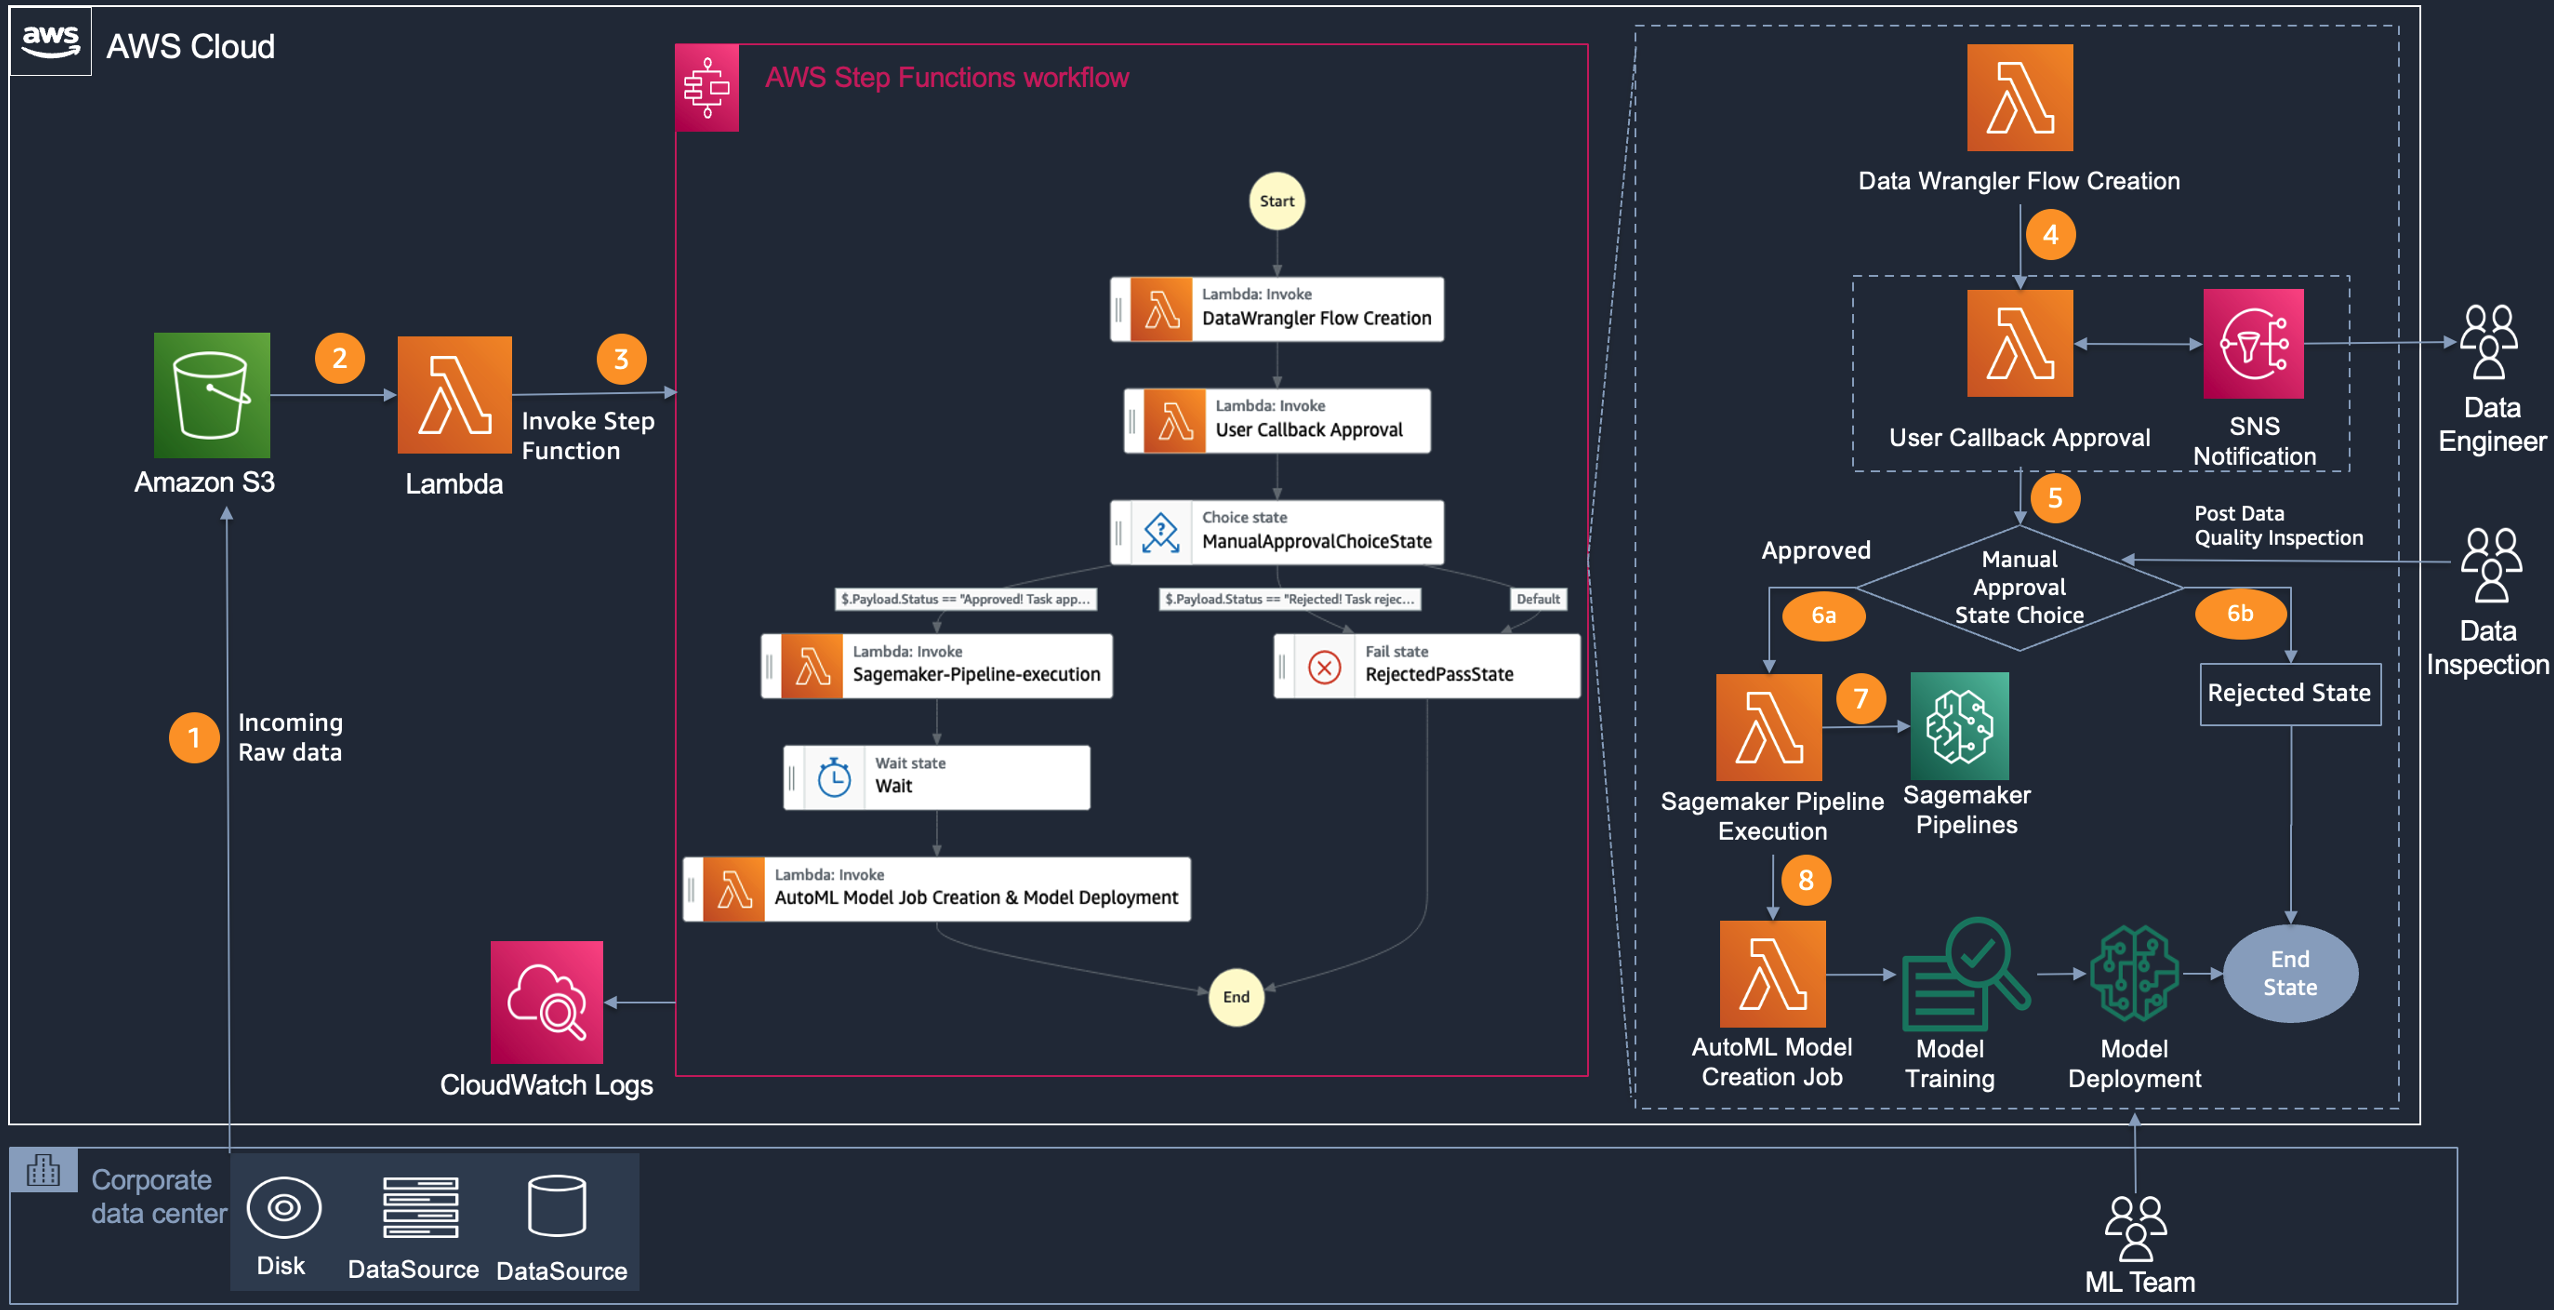 aws
AWS Cloud
AWS Step Functions workflow
Start
Lambda: Invoke
DataWrangler Flow Creation
Lambda: Invoke
User Callback Approval
Choice state
ManualApprovalChoiceState
$.Payload.Status == "Approved! Task app...
$.Payload.Status == "Rejected! Task rejec...
Default
Lambda: Invoke
Sagemaker-Pipeline-execution
Fail state
RejectedPassState
Wait state
Wait
Lambda: Invoke
AutoML Model Job Creation & Model Deployment
End
Amazon S3
2
Lambda
3
Invoke Step
Function
1
Incoming
Raw data
CloudWatch Logs
Data Wrangler Flow Creation
4
User Callback Approval
SNS
Notification
Data
Engineer
5
Post Data
Quality Inspection
Approved
Manual
Approval
State Choice
Data
Inspection
6a
6b
Rejected State
7
Sagemaker Pipeline
Execution
Sagemaker
Pipelines
8
AutoML Model
Creation Job
Model
Training
Model
Deployment
End
State
Corporate
data center
Disk
DataSource
DataSource
ML Team